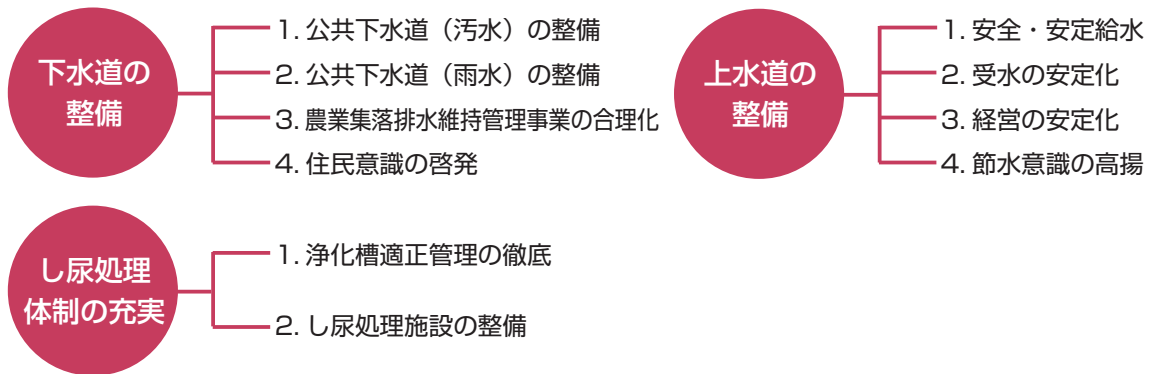 下水道の
整備
1. 公共下水道（汚水）の整備
2. 公共下水道（雨水）の整備
3. 農業集落排水維持管理事業の合理化
4. 住民意識の啓発
上水道の
整備
1. 安全・安定給水
2. 受水の安定化
3. 経営の安定化
4. 節水意識の高揚
し尿処理
体制の充実
1. 浄化槽適正管理の徹底
2. し尿処理施設の整備